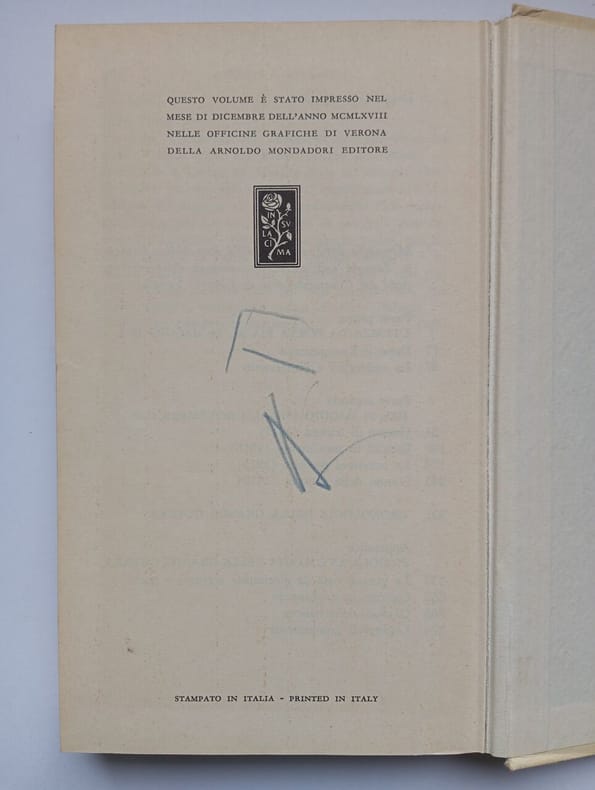 QUESTO VOLUME È STATO IMPRESSO NEL
MESE DI DICEMBRE DELL'ANNO MCMLXVIII
NELLE OFFICINE GRAFICHE DI VERONA
DELLA ARNOLDO MONDADORI EDITORE
IN
SV
LA
CI
MA
STAMPATO IN ITALIA - PRINTED IN ITALY